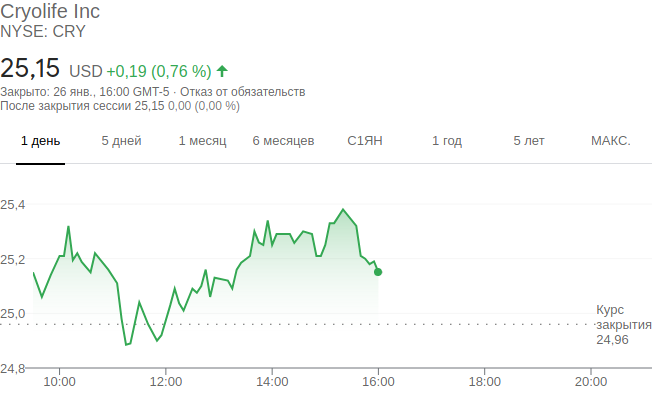 Cryolife Inc
NYSE: CRY
25,15 USD +0,19 (0,76 %)
Закрыто: 26 янв., 16:00 GMT-5 · Отказ от обязательств
После закрытия сессии 25,15 0,00 (0,00 %)
1 день 5 дней 1 месяц 6 месяцев С1ЯН 1 год 5 лет МАКС.
25,4
25,2
25,0
Курс
закрытия
24,96
24,8
10:00 12:00 14:00 16:00 18:00 20:00